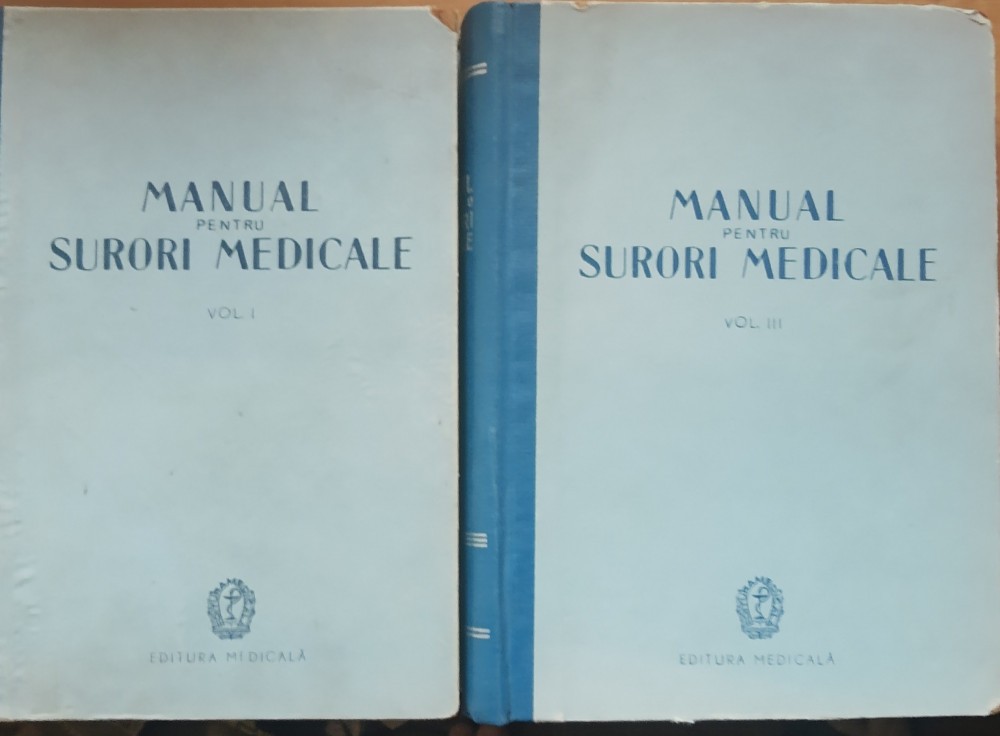 MANUAL
PENTRU
SURORI MEDICALE
VOL. I
EDITURA MEDICALĂ
MANUAL
PENTRU
SURORI MEDICALE
VOL. III
EDITURA MEDICALĂ